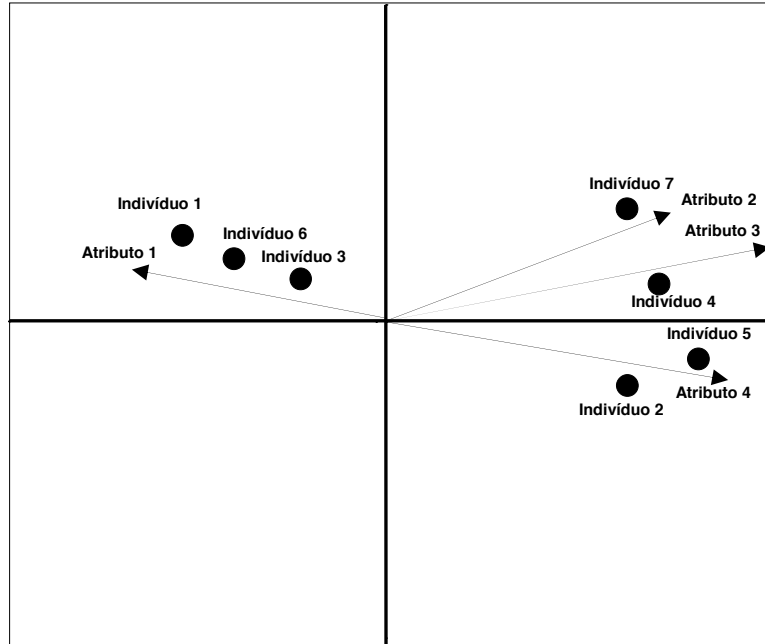 Indivíduo 7
Atributo 2
Indivíduo 1
Indivíduo 6
Atributo 3
Atributo 1
Indivíduo 3
Indivíduo 4
Indivíduo 5
Atributo 4
Indivíduo 2